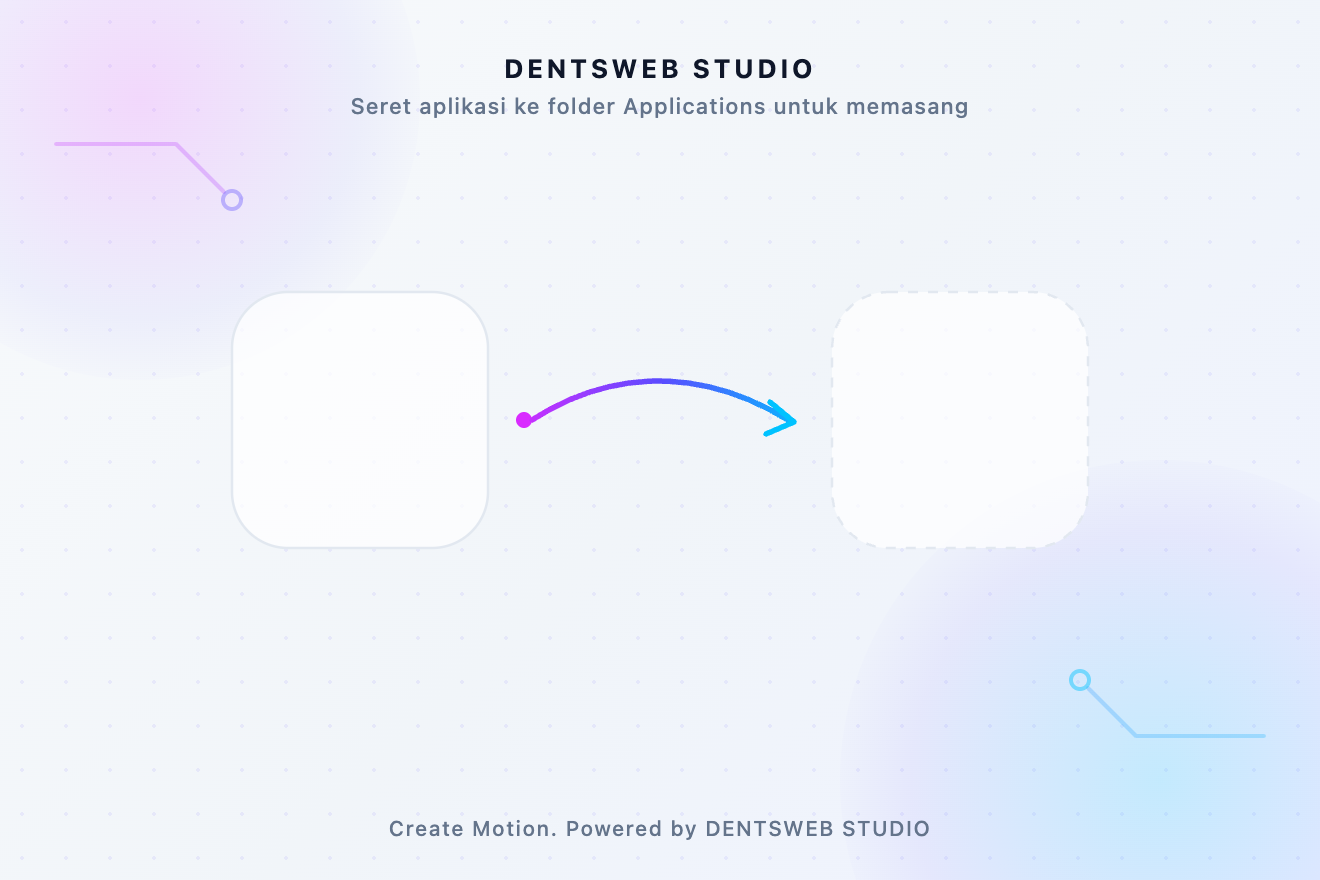 DENTSWEB STUDIO
Seret aplikasi ke folder Applications untuk memasang
Create Motion. Powered by DENTSWEB STUDIO